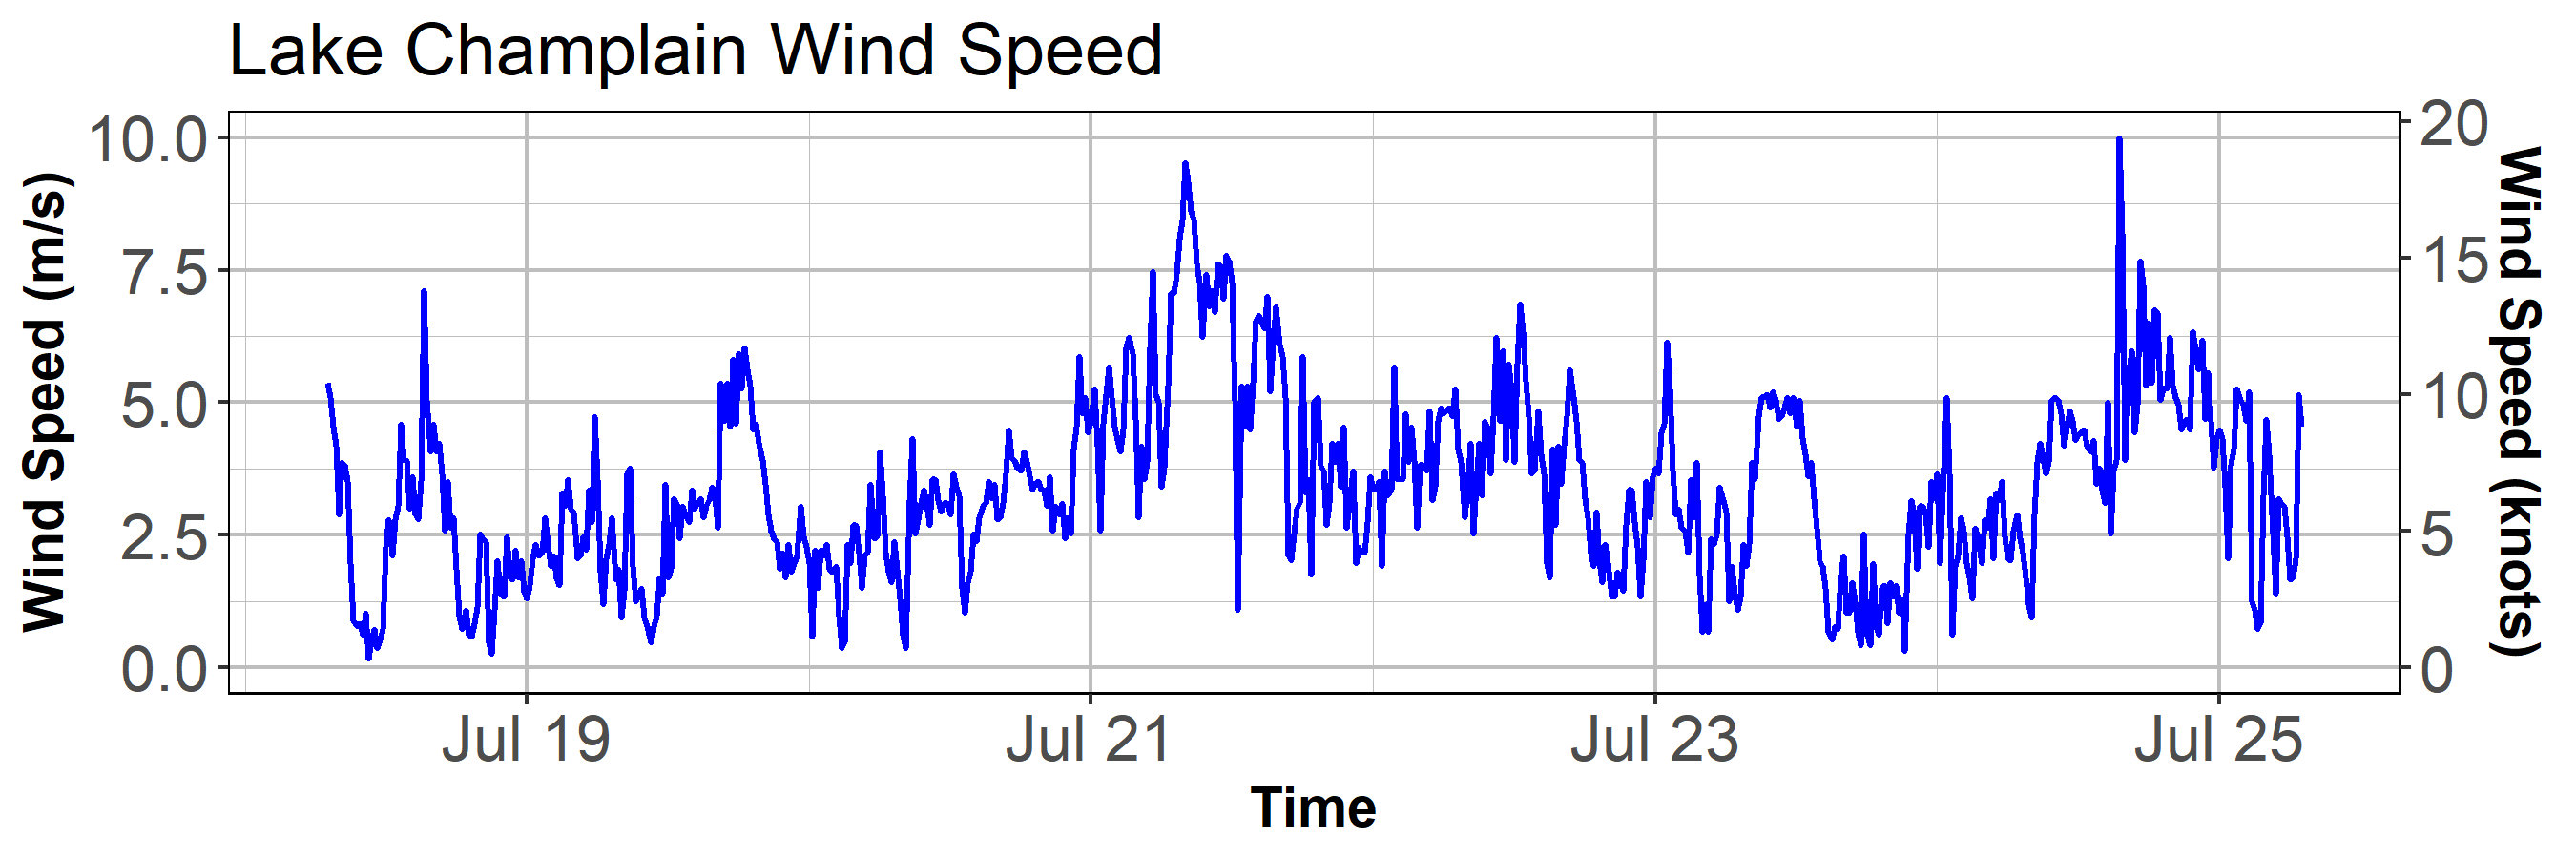 Lake Champlain Wind Speed
Wind Speed (m/s)
10.0
7.5
5.0
2.5
0.0
20
15
10
5
0
Wind Speed (knots)
Jul 19
Jul 21
Jul 23
Jul 25
Time